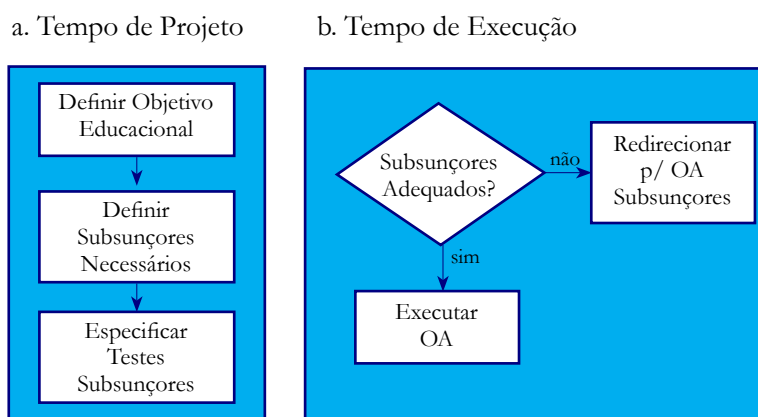 a. Tempo de Projeto
Definir Objetivo
Educacional
Definir
Subsunçores
Necessários
Especificar
Testes
Subsunçores
b. Tempo de Execução
Subsunçores
Adequados?
não
Redirecionar
p/ OA
Subsunçores
sim
Executar
OA